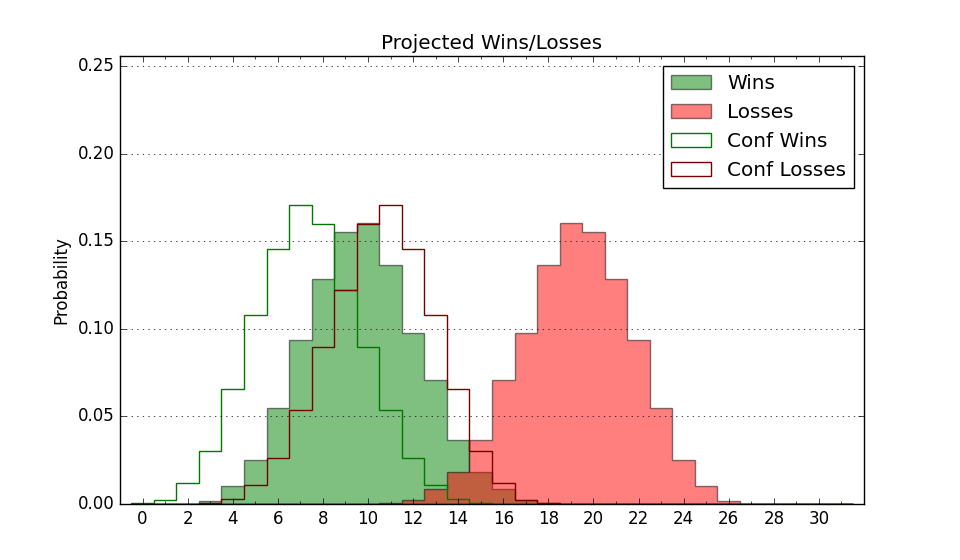 Projected Wins/Losses
0.25
0.20
0.15
0.10
0.05
0.00
Probability
Wins
Losses
Conf Wins
Conf Losses
0 2 4 6 8 10 12 14 16 18 20 22 24 26 28 30